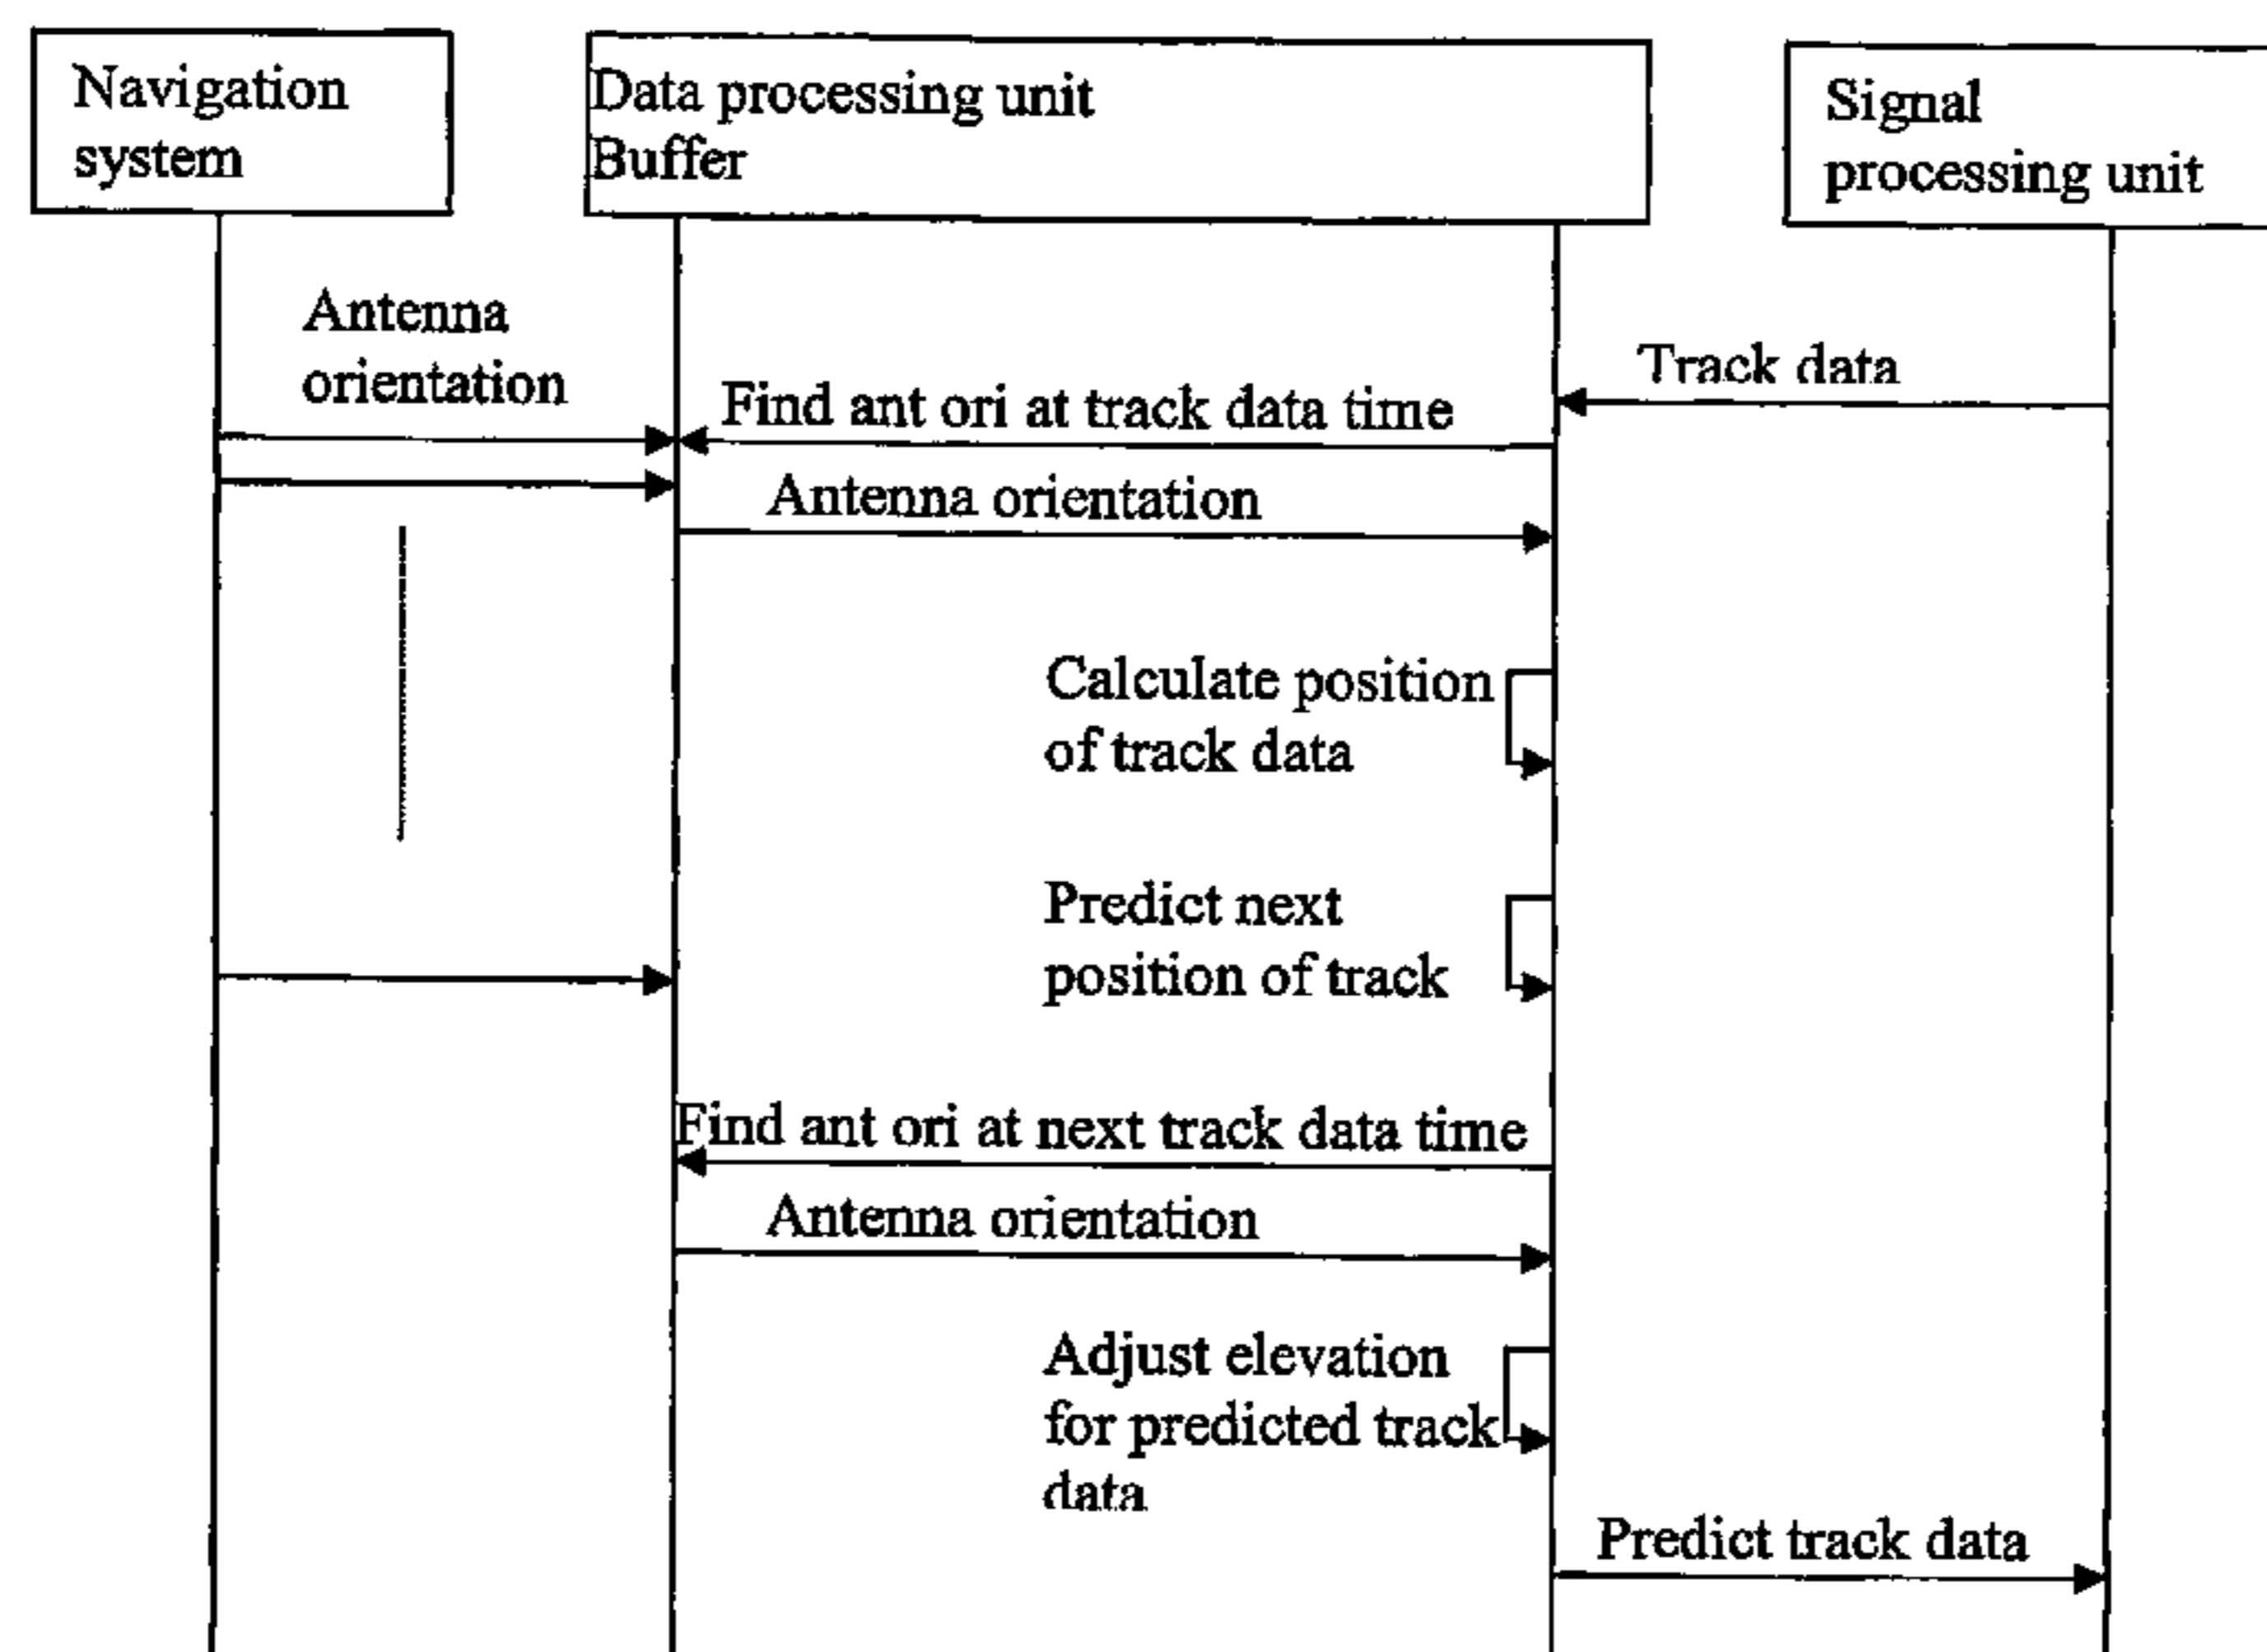 Navigation
system
Data processing unit
Buffer
Signal
processing unit
Antenna
orientation
Track data
Find ant ori at track data time
Antenna orientation
Calculate position
of track data
Predict next
position of track
Find ant ori at next track data time
Antenna orientation
Adjust elevation
for predicted track
data
Predict track data